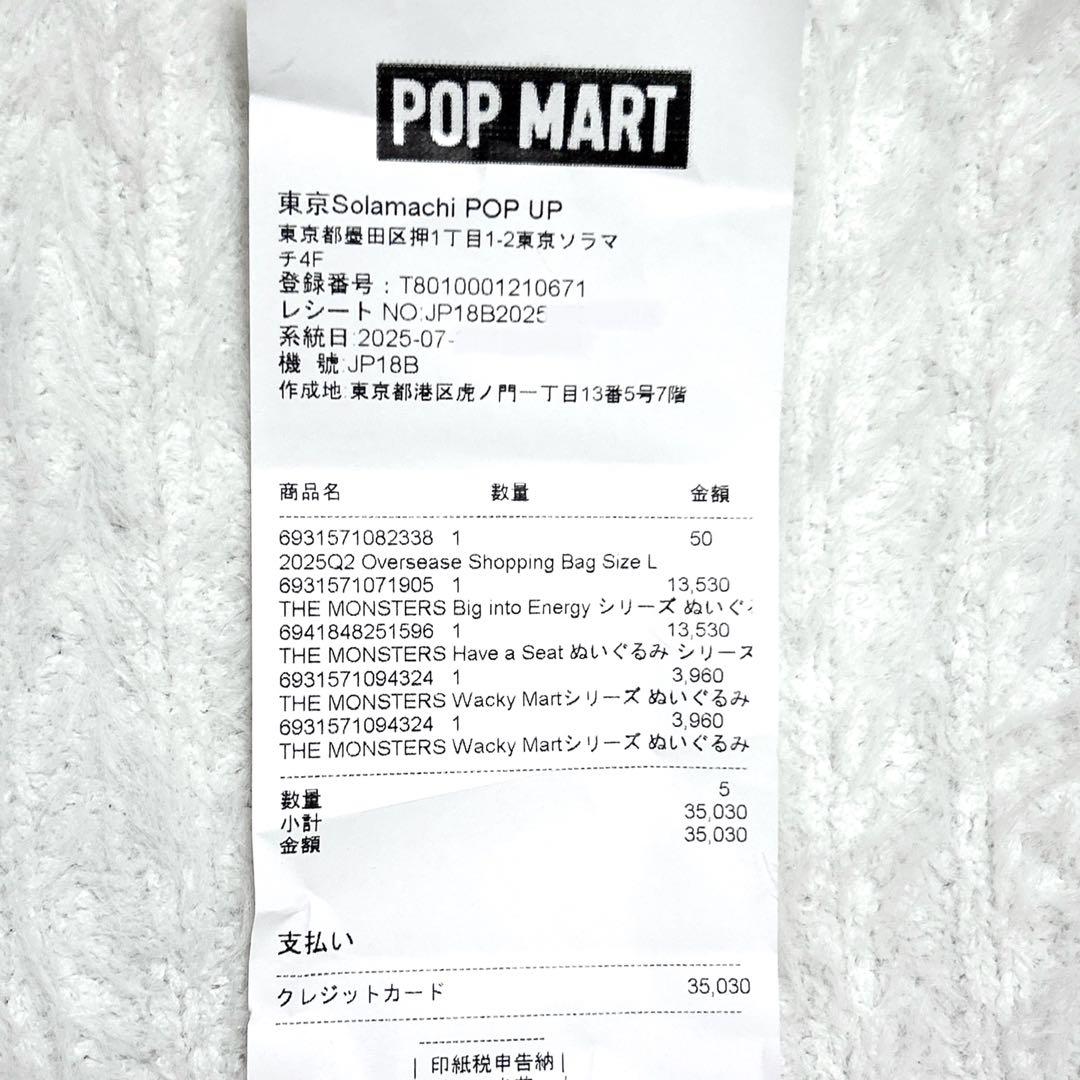 POP MART
東京Solamachi POP UP
東京都墨田区押1丁目1-2東京ソラマ
チ4F
登録番号：T8010001210671
レシート NO:JP18B2025
系統日:2025-07-
機 號:JP18B
作成地:東京都港区虎ノ門一丁目13番5号7階
商品名 数量 金額
6931571082338 1 50
2025Q2 Oversease Shopping Bag Size L
6931571071905 1 13,530
THE MONSTERS Big into Energy シリーズ ぬいぐ
6941848251596 1 13,530
THE MONSTERS Have a Seat ぬいぐるみ シリーズ
6931571094324 1 3,960
THE MONSTERS Wacky Martシリーズ ぬいぐるみ
6931571094324 1 3,960
THE MONSTERS Wacky Martシリーズ ぬいぐるみ
数量 5
小計 35,030
金額 35,030
支払い
クレジットカード 35,030
印紙税申告納